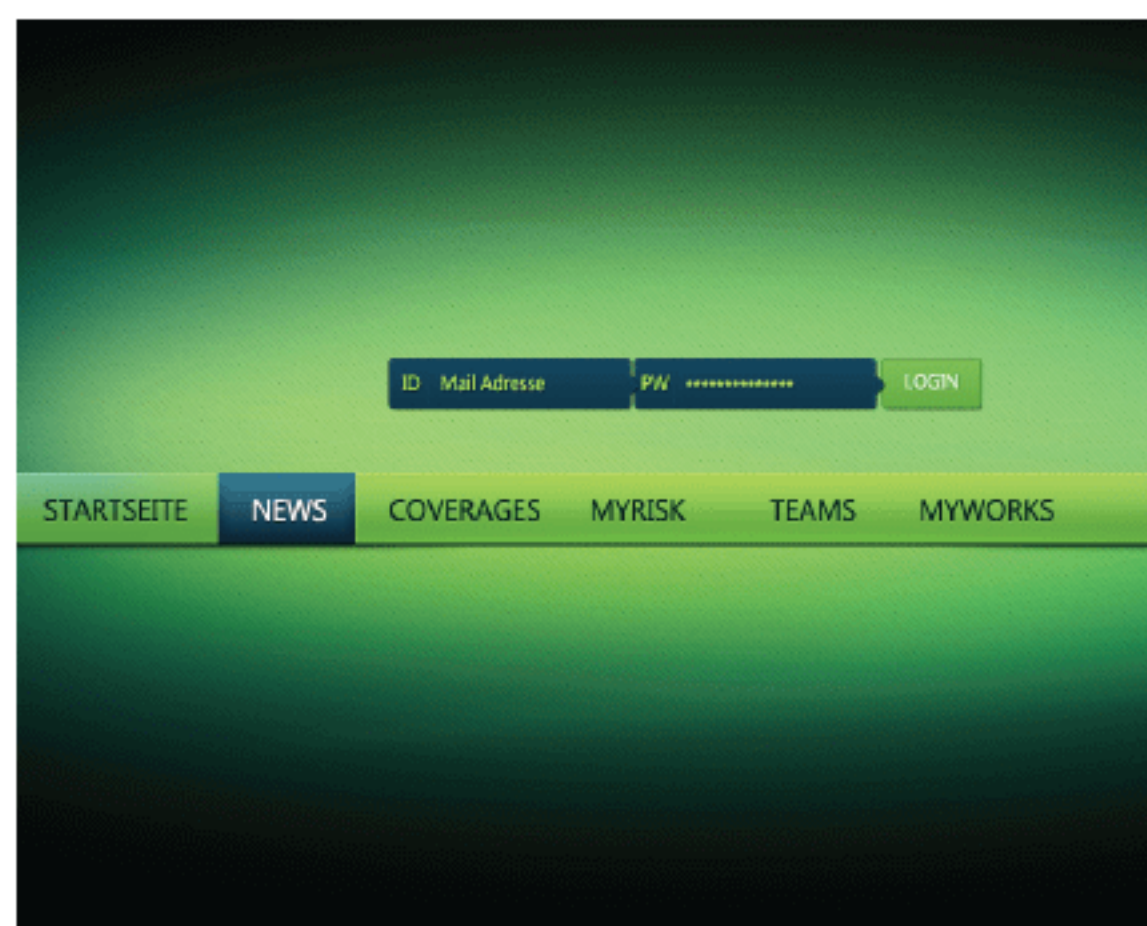 ID Mail Adresse PW ************** LOGIN
STARTSEITE NEWS COVERAGES MYRISK TEAMS MYWORKS